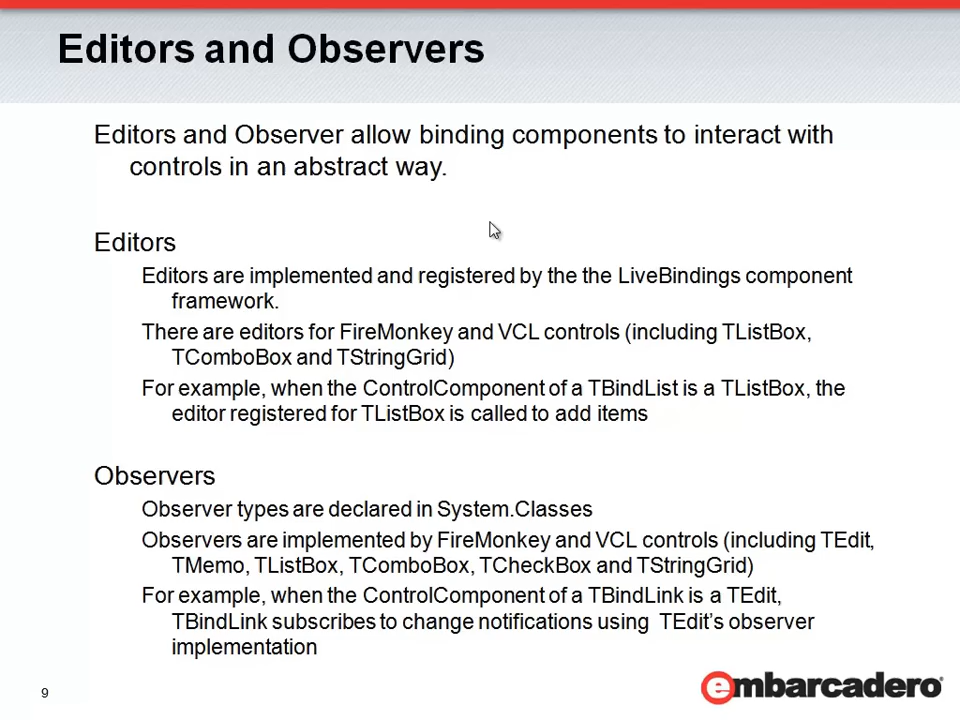 Editors and Observers
Editors and Observer allow binding components to interact with
controls in an abstract way.
Editors
Editors are implemented and registered by the the LiveBindings component
framework.
There are editors for FireMonkey and VCL controls (including TListBox,
TComboBox and TStringGrid)
For example, when the ControlComponent of a TBindList is a TListBox, the
editor registered for TListBox is called to add items
Observers
Observer types are declared in System.Classes
Observers are implemented by FireMonkey and VCL controls (including TEdit,
TMemo, TListBox, TComboBox, TCheckBox and TStringGrid)
For example, when the ControlComponent of a TBindLink is a TEdit,
TBindLink subscribes to change notifications using TEdit's observer
implementation
9
embarcadero®